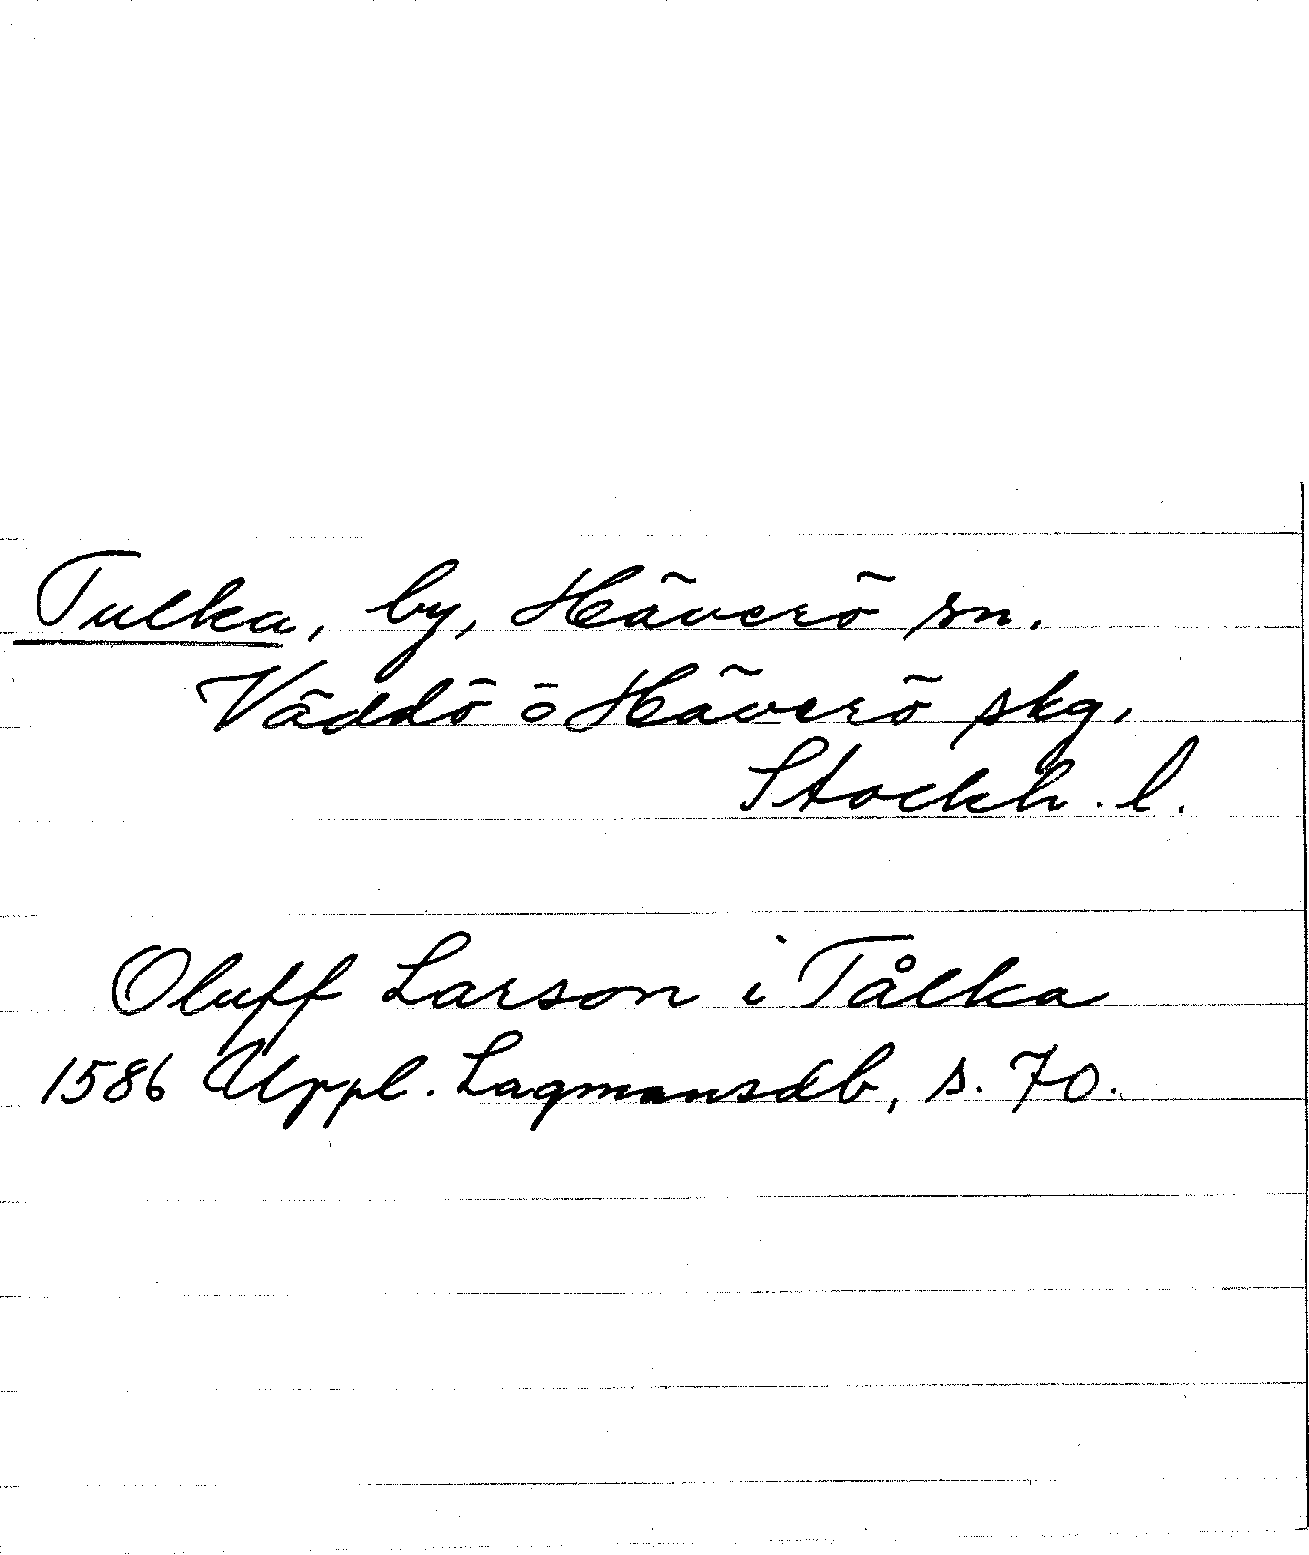 Tulka, by, Häverö sn.
Väddö o Häverö skg.
Stockh. l.
Oluff Larson i Tålka
1586 Uppl. Lagmansdb, s. 70.